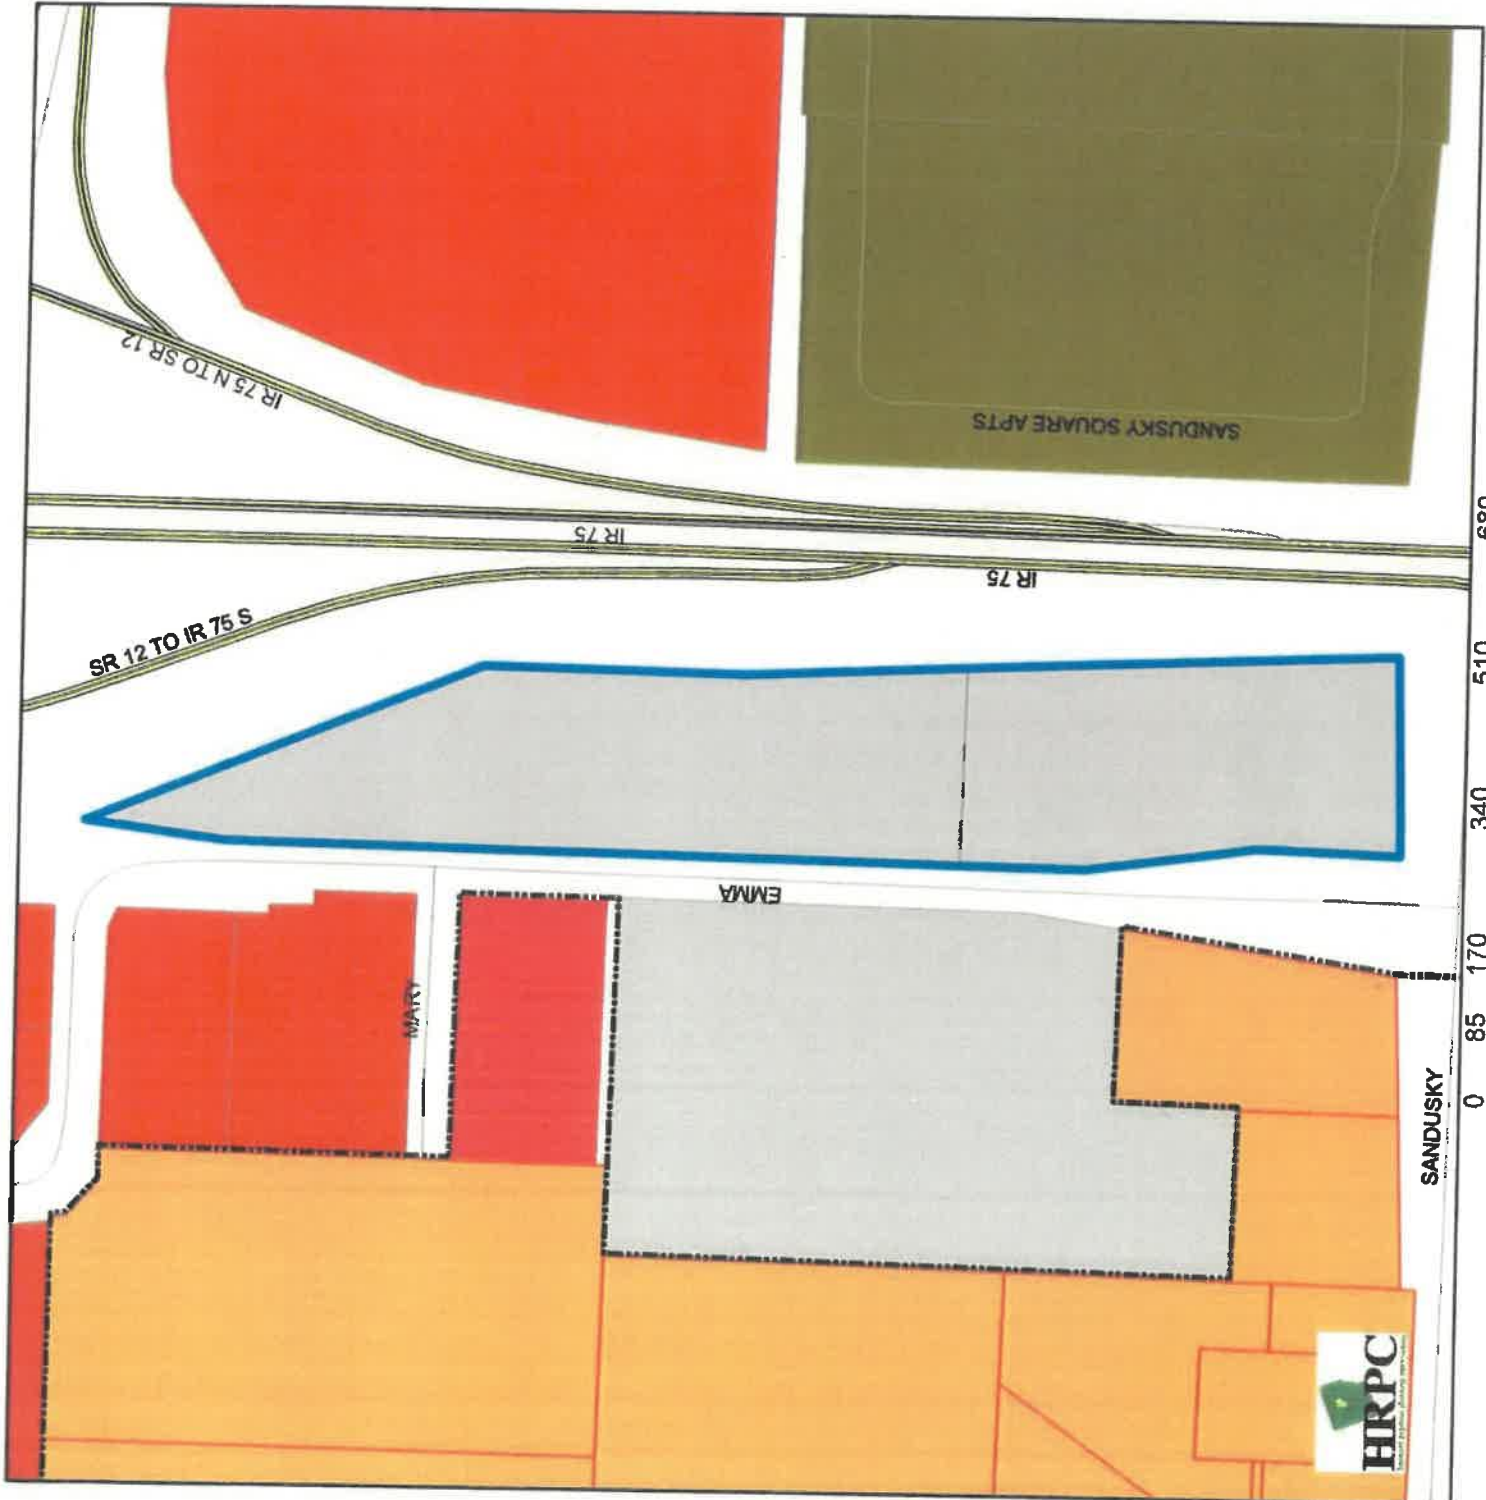 IR 75 N TO SR 12
IR 75
IR 75
SR 12 TO IR 75 S
SANDUSKY SQUARE APTS
EMMA
MARY
SANDUSKY
0 85 170 340 510 680
HRPC